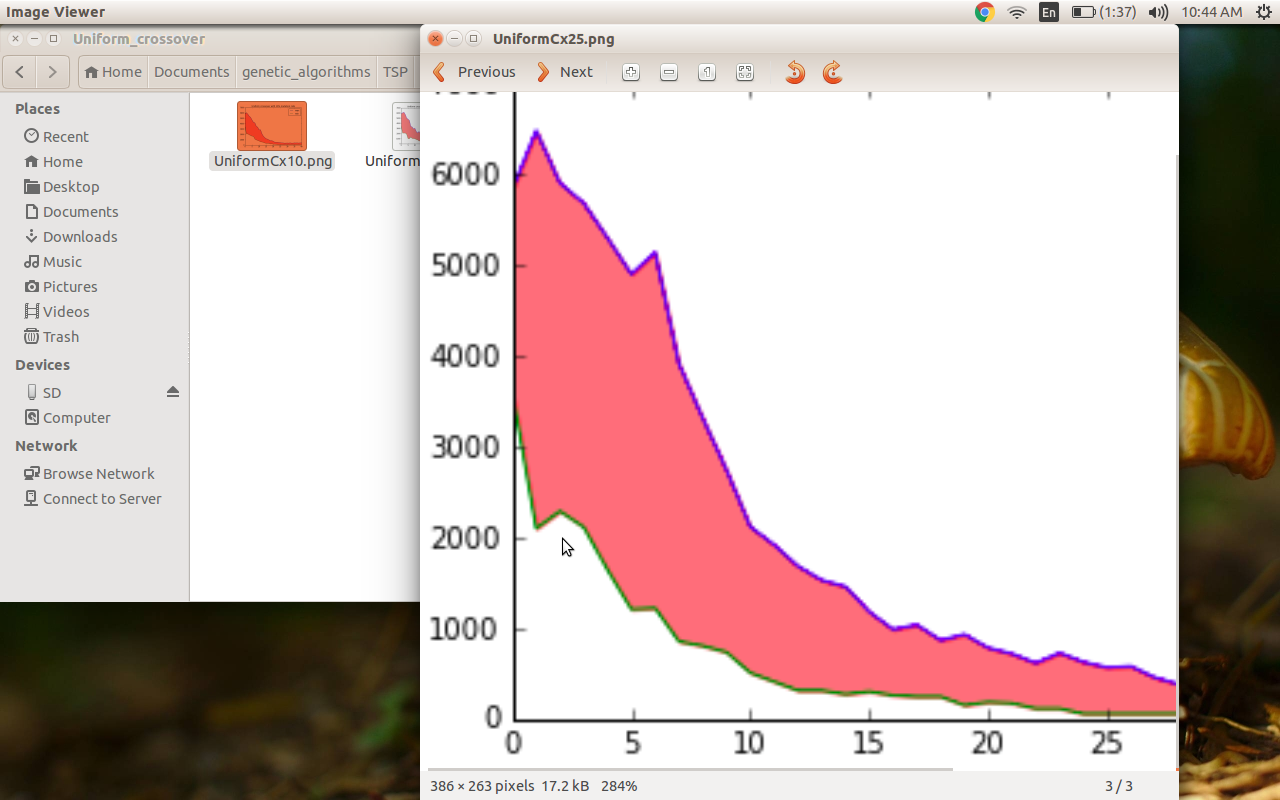 Image Viewer
En
(1:37)
10:44 AM
Uniform_crossover
UniformCx25.png
Home
Documents
genetic_algorithms
TSP
Previous
Next
Places
Recent
Home
Desktop
Documents
Downloads
Music
Pictures
Videos
Trash
Devices
SD
Computer
Network
Browse Network
Connect to Server
UniformCx10.png
Uniform
6000
5000
4000
3000
2000
1000
0
0 5 10 15 20 25
386 × 263 pixels 17.2 kB 284%
3 / 3